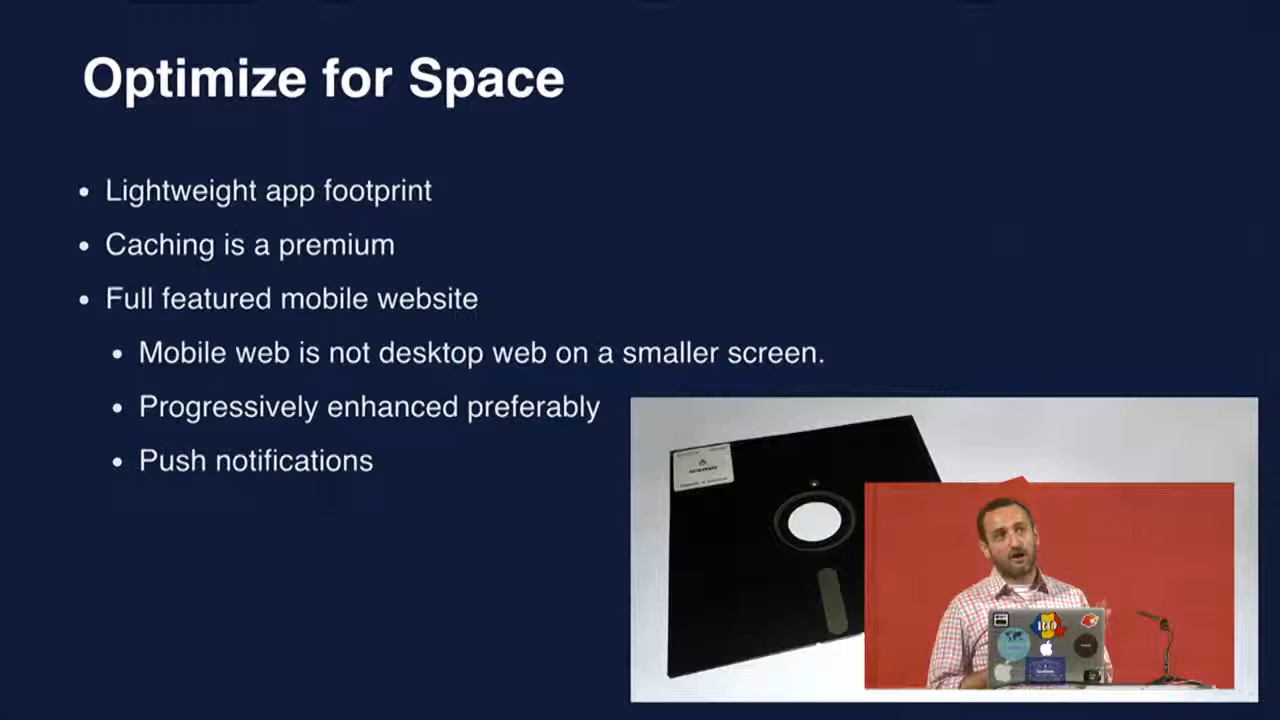 Optimize for Space
• Lightweight app footprint
• Caching is a premium
• Full featured mobile website
• Mobile web is not desktop web on a smaller screen.
• Progressively enhanced preferably
• Push notifications